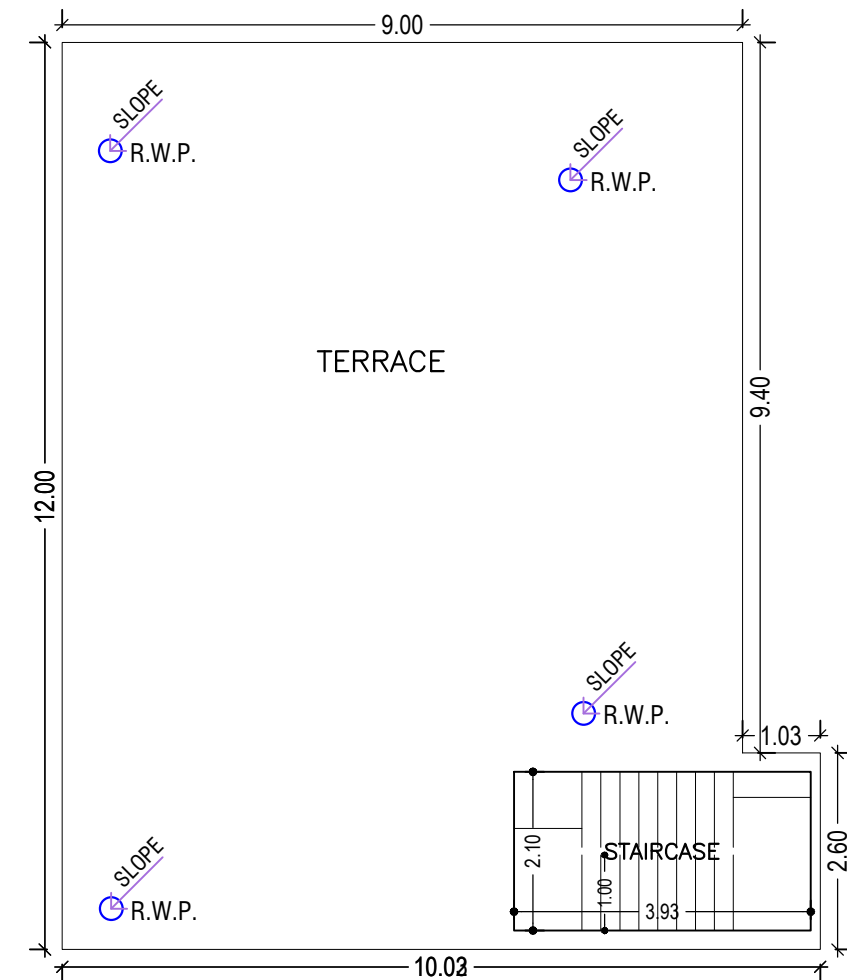 9.00
SLOPE
R.W.P.
SLOPE
R.W.P.
TERRACE
9.40
12.00
SLOPE
R.W.P.
1.03
2.10
STAIRCASE
1.00
3.93
2.60
SLOPE
R.W.P.